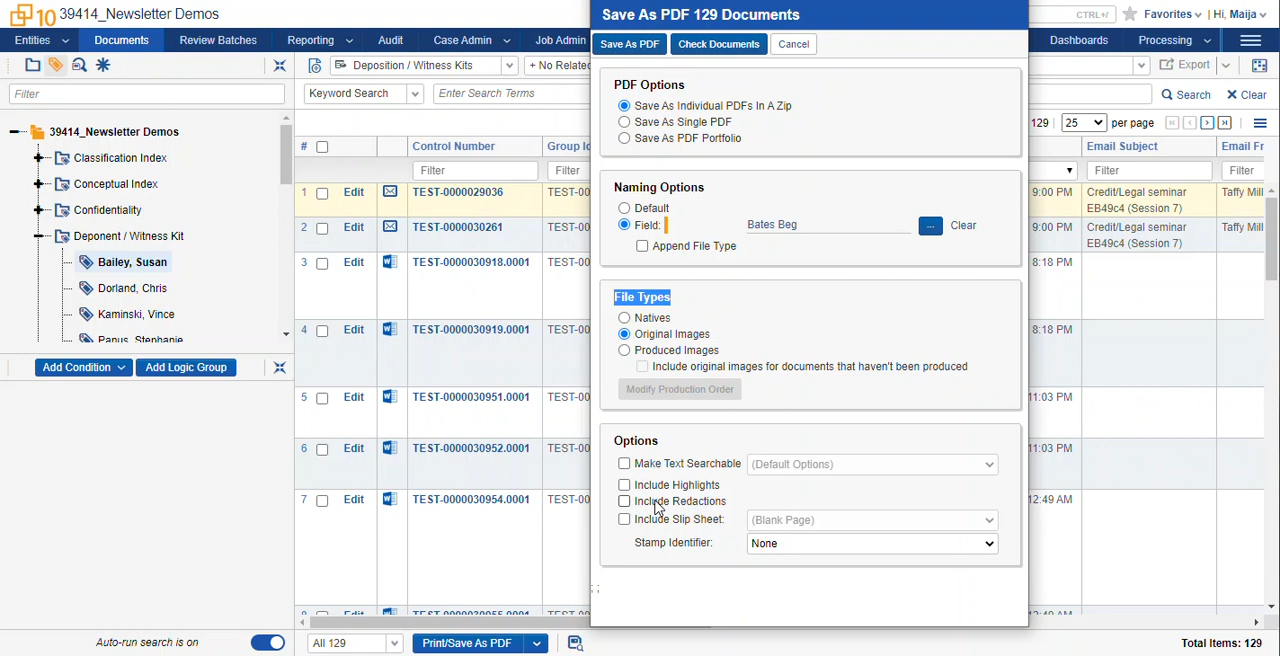 10 39414_Newsletter Demos
CTRL+/ Favorites | Hi, Maija
Entities Documents Review Batches Reporting Audit Case Admin Job Admin Dashboards Processing
Deposition / Witness Kits + No Relate Export
Filter Keyword Search Enter Search Terms Search Clear
129 25 per page
39414_Newsletter Demos
Classification Index
Conceptual Index
Confidentiality
Deponent / Witness Kit
Bailey, Susan
Dorland, Chris
Kaminski, Vince
Panus, Stephanie
Add Condition Add Logic Group
Auto-run search is on
# Control Number Group Id Email Subject Email Fr
Filter Filter Filter Filter
1 Edit TEST-0000029036 TEST-00 9:00 PM Credit/Legal seminar Taffy Mill
EB49c4 (Session 7)
2 Edit TEST-0000030261 TEST-00 9:00 PM Credit/Legal seminar Taffy Mill
EB49c4 (Session 7)
3 Edit TEST-0000030918.0001 TEST-00 8:18 PM
4 Edit TEST-0000030919.0001 TEST-00 8:18 PM
5 Edit TEST-0000030951.0001 TEST-00 11:03 PM
6 Edit TEST-0000030952.0001 TEST-00 11:03 PM
7 Edit TEST-0000030954.0001 TEST-00 12:49 AM
8 Edit TEST-0000030955.0001 TEST-00 12:49 AM
Save As PDF 129 Documents
Save As PDF Check Documents Cancel
PDF Options
Save As Individual PDFs In A Zip
Save As Single PDF
Save As PDF Portfolio
Naming Options
Default
Field: Bates Beg ... Clear
Append File Type
File Types
Natives
Original Images
Produced Images
Include original images for documents that haven't been produced
Modify Production Order
Options
Make Text Searchable (Default Options)
Include Highlights
Include Redactions
Include Slip Sheet: (Blank Page)
Stamp Identifier: None
; ;
All 129 Print/Save As PDF Total Items: 129